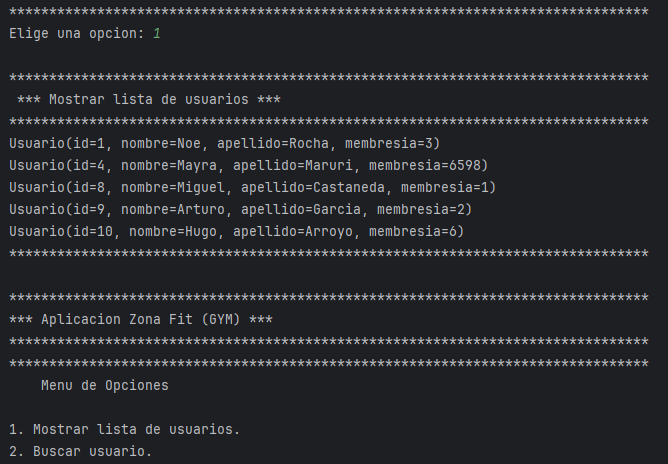 ********************************************************************************
Elige una opcion: 1
********************************************************************************
 *** Mostrar lista de usuarios ***
********************************************************************************
Usuario(id=1, nombre=Noe, apellido=Rocha, membresia=3)
Usuario(id=4, nombre=Mayra, apellido=Maruri, membresia=6598)
Usuario(id=8, nombre=Miguel, apellido=Castaneda, membresia=1)
Usuario(id=9, nombre=Arturo, apellido=Garcia, membresia=2)
Usuario(id=10, nombre=Hugo, apellido=Arroyo, membresia=6)
********************************************************************************
********************************************************************************
*** Aplicacion Zona Fit (GYM) ***
********************************************************************************
********************************************************************************
    Menu de Opciones
1. Mostrar lista de usuarios.
2. Buscar usuario.